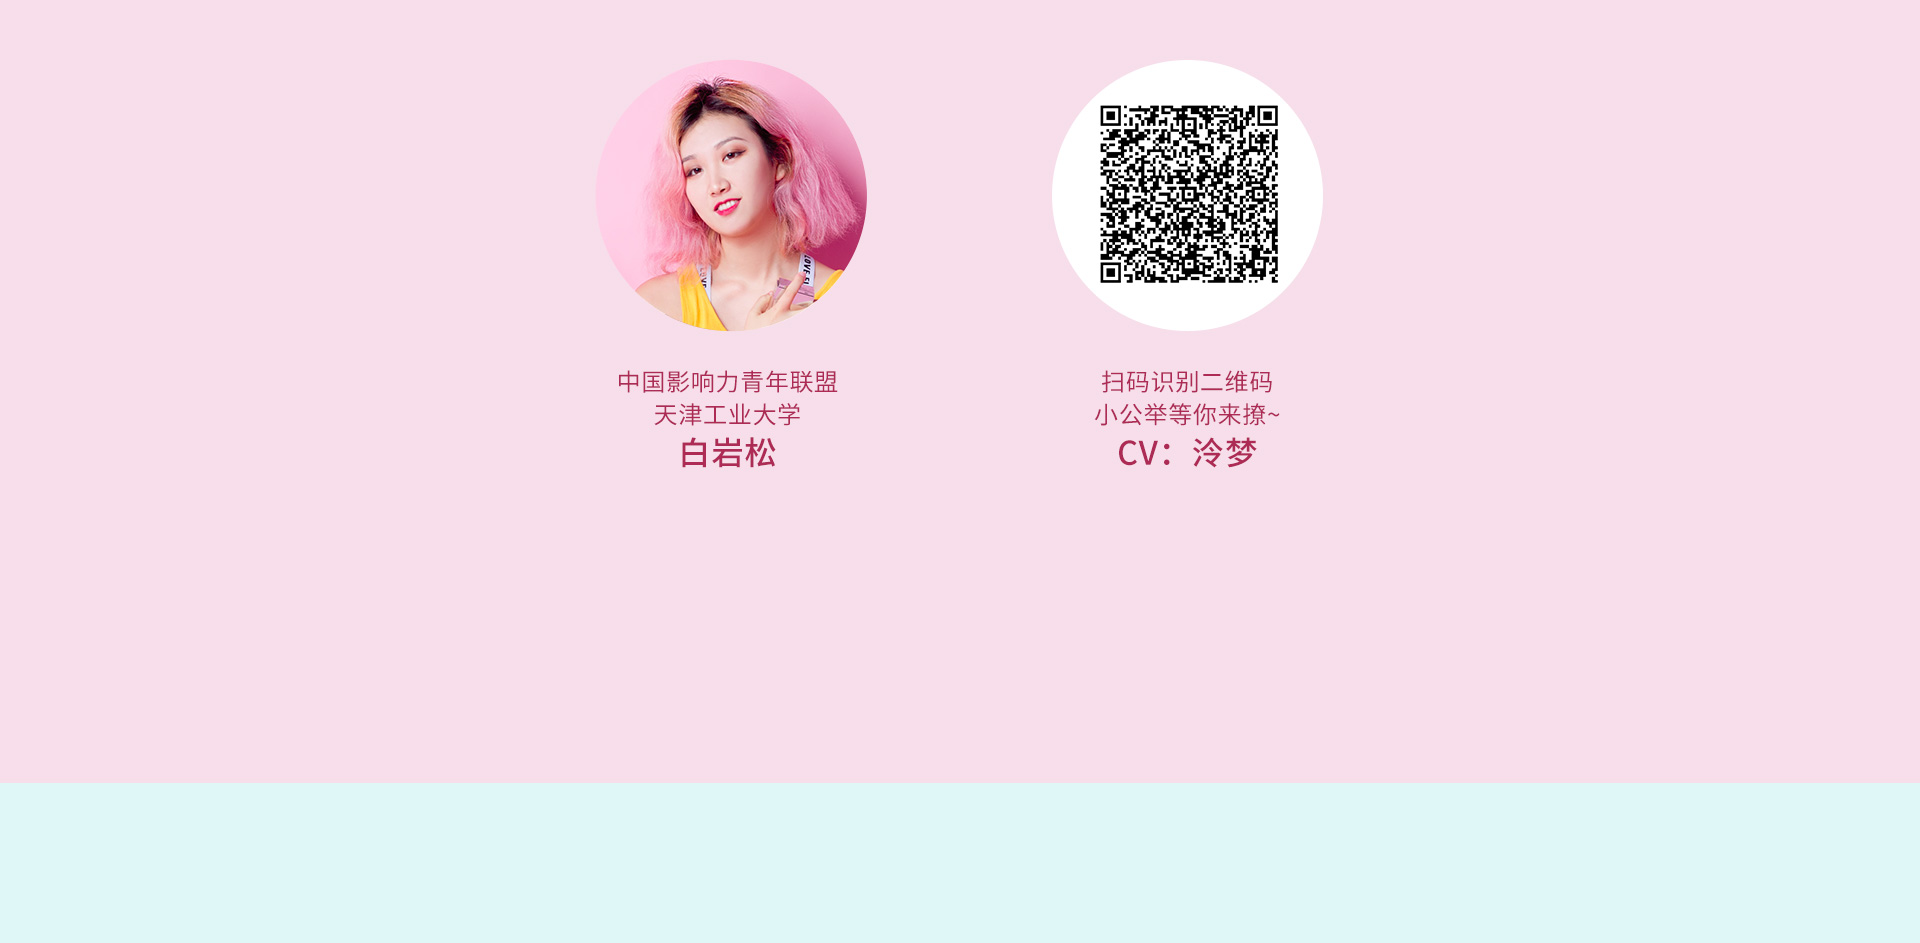 中国影响力青年联盟
天津工业大学
白岩松
扫码识别二维码
小公举等你来撩~
CV：泠梦